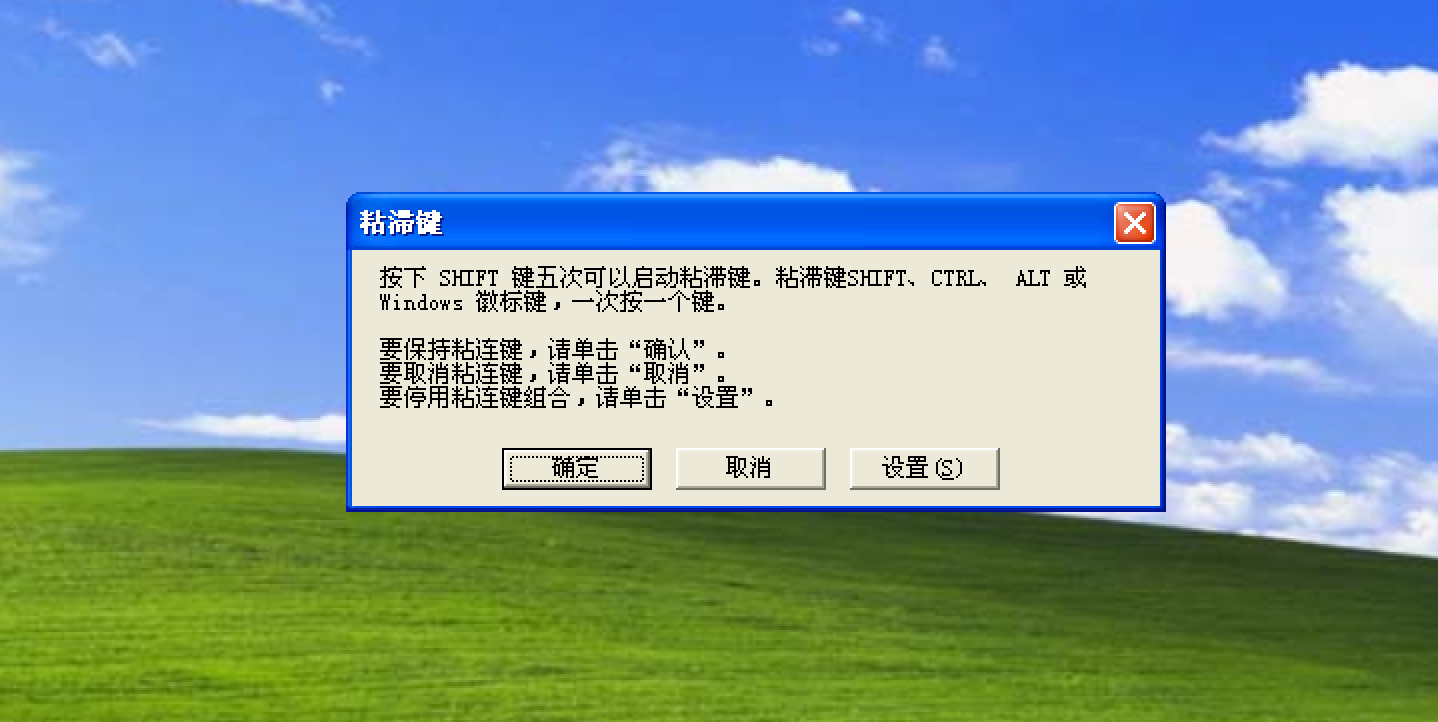 粘滞键
按下 SHIFT 键五次可以启动粘滞键。粘滞键SHIFT、CTRL、 ALT 或
Windows 徽标键，一次按一个键。
要保持粘连键，请单击“确认”。
要取消粘连键，请单击“取消”。
要停用粘连键组合，请单击“设置”。
确定 取消 设置(S)